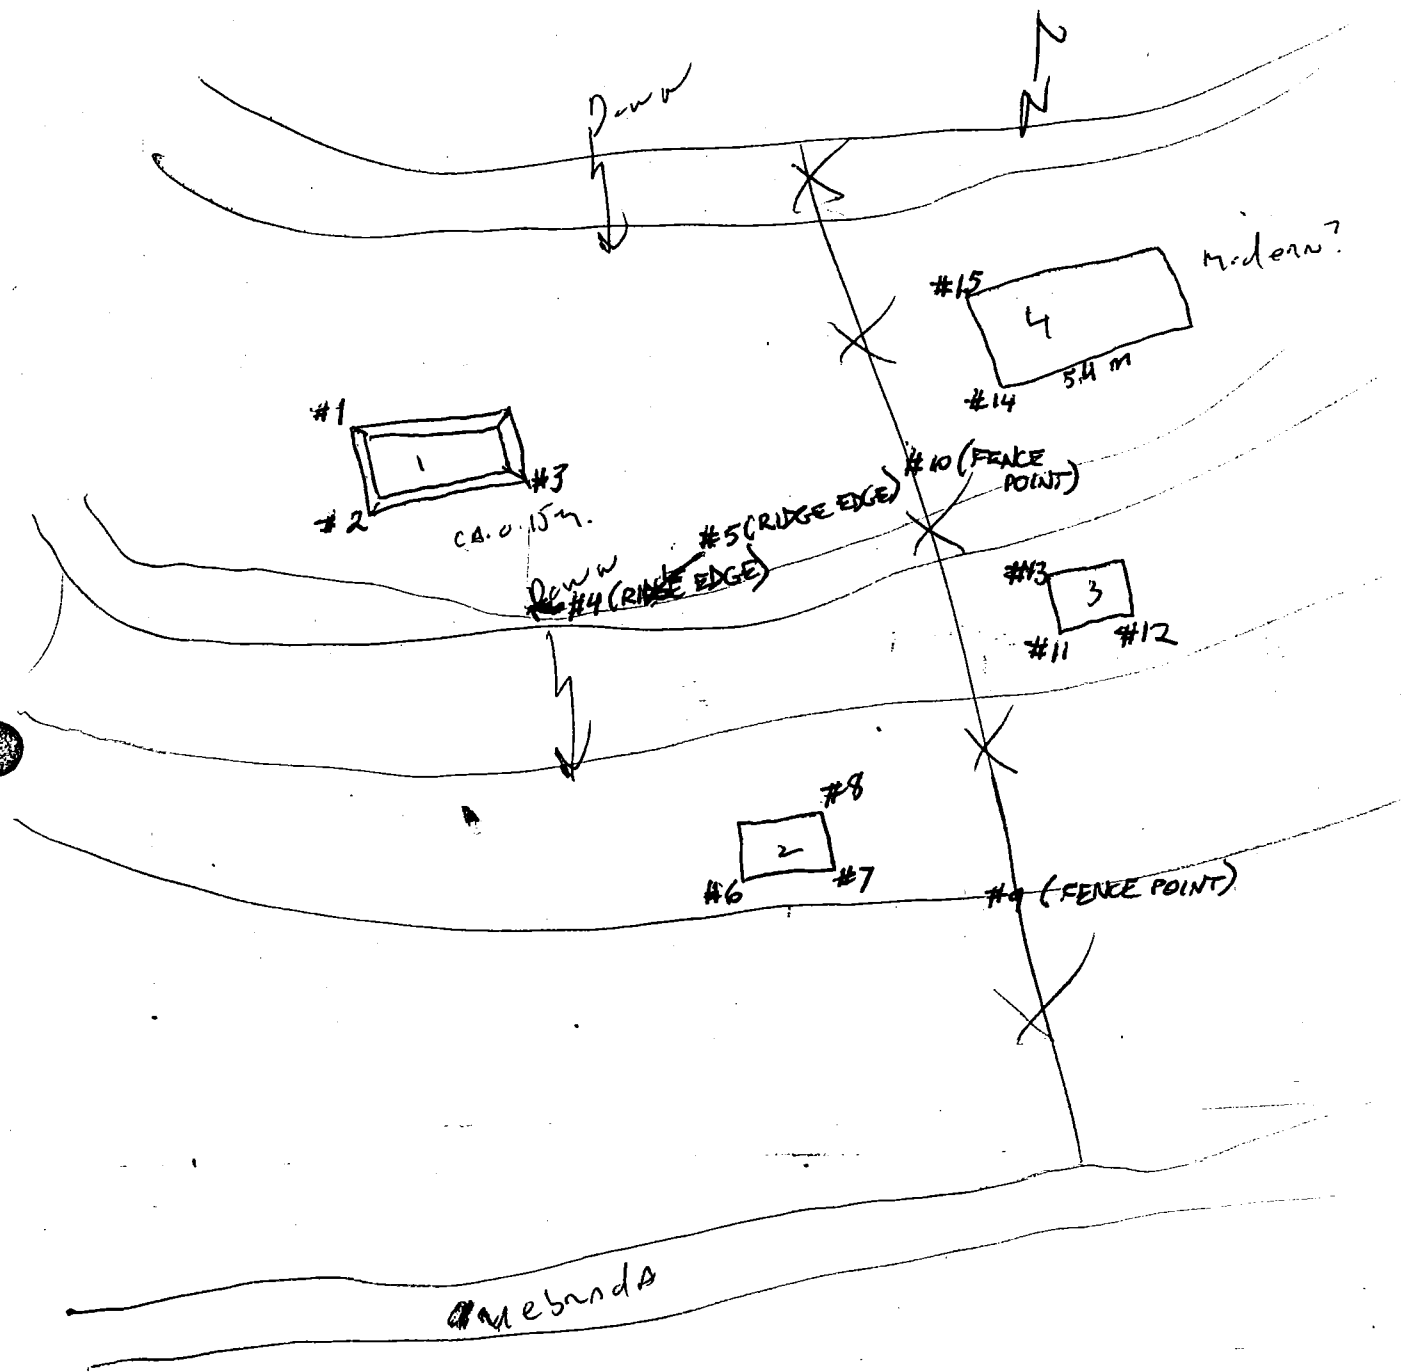 N
Down
#15
4
Modern?
5.4 m
#14
#1
1
#3
#2
CA. 0.15m.
#10 (FENCE
POINT)
#5 (RIDGE EDGE)
Down
#4 (RIDGE EDGE)
#13
3
#11
#12
#8
2
#7
#6
#9 (FENCE POINT)
Quebrada